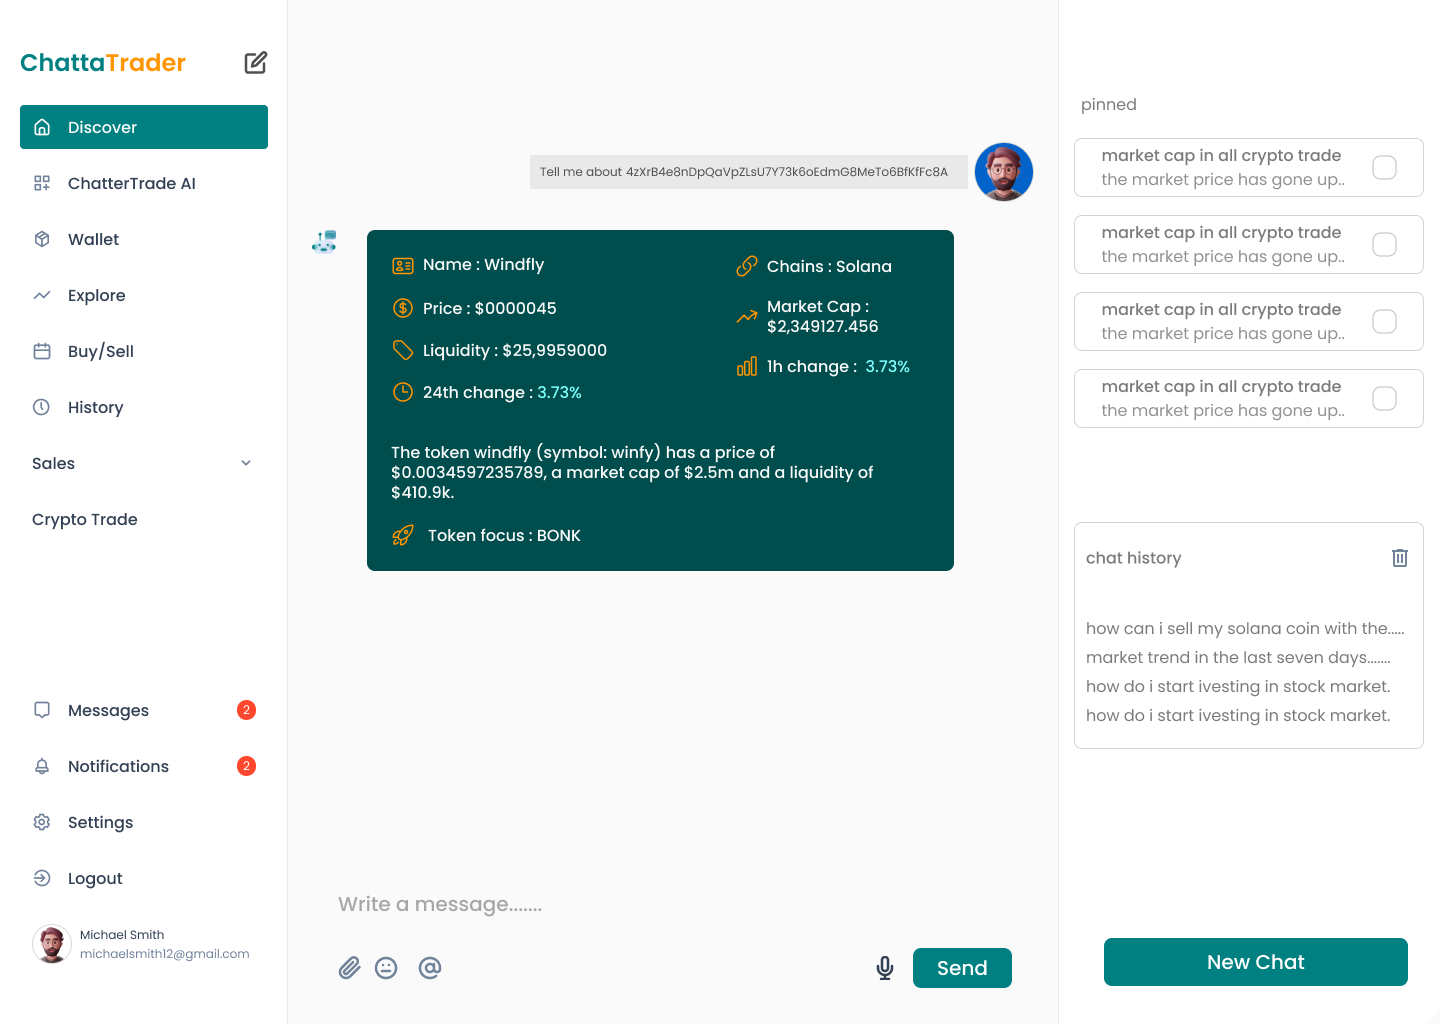 ChattaTrader
Discover
ChatterTrade AI
Wallet
Explore
Buy/Sell
History
Sales
Crypto Trade
Messages 2
Notifications 2
Settings
Logout
Michael Smith
michaelsmith12@gmail.com
Tell me about 4zXrB4e8nDpQaVpZLsU7Y73k6oEdmG8MeTo6BfKfFc8A
Name : Windfly
Price : $0000045
Liquidity : $25,9959000
24th change : 3.73%
Chains : Solana
Market Cap :
$2,349127.456
1h change : 3.73%
The token windfly (symbol: winfy) has a price of
$0.0034597235789, a market cap of $2.5m and a liquidity of
$410.9k.
Token focus : BONK
Write a message.......
Send
pinned
market cap in all crypto trade
the market price has gone up..
market cap in all crypto trade
the market price has gone up..
market cap in all crypto trade
the market price has gone up..
market cap in all crypto trade
the market price has gone up..
chat history
how can i sell my solana coin with the.....
market trend in the last seven days.......
how do i start ivesting in stock market.
how do i start ivesting in stock market.
New Chat